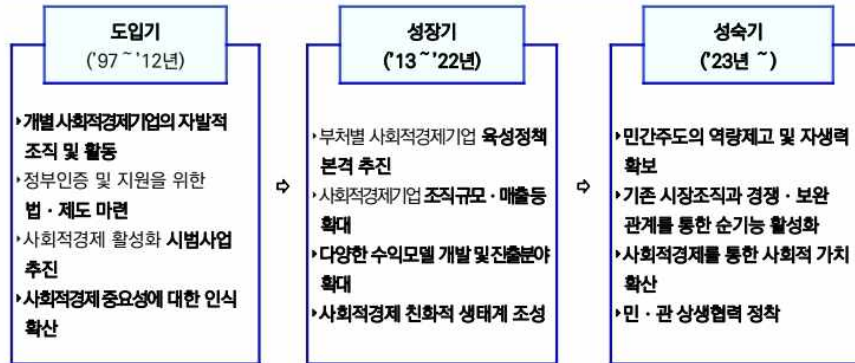 도입기
('97 ~ '12년)
▸개별 사회적경제기업의 자발적
조직 및 활동
▸정부인증 및 지원을 위한
법 · 제도 마련
▸사회적경제 활성화 시범사업
추진
▸사회적경제 중요성에 대한 인식
확산
⇨
성장기
('13 ~ '22년)
▸부처별 사회적경제기업 육성정책
본격 추진
▸사회적경제기업 조직규모 · 매출 등
확대
▸다양한 수익모델 개발 및 진출분야
확대
▸사회적경제 친화적 생태계 조성
⇨
성숙기
('23년 ~ )
▸민간주도의 역량제고 및 자생력
확보
▸기존 시장조직과 경쟁 · 보완
관계를 통한 순기능 활성화
▸사회적경제를 통한 사회적 가치
확산
▸민 · 관 상생협력 정착